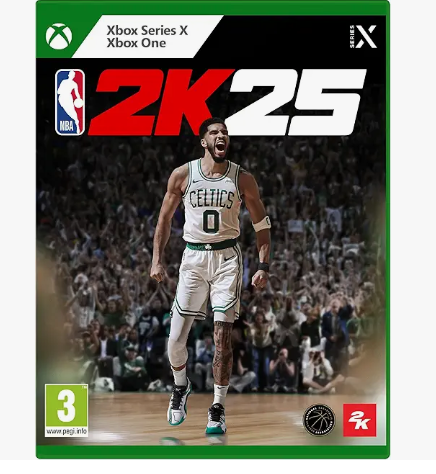 Xbox Series X
Xbox One
SERIES X
NBA
2K25
CELTICS
0
3
www.pegi.info
2K